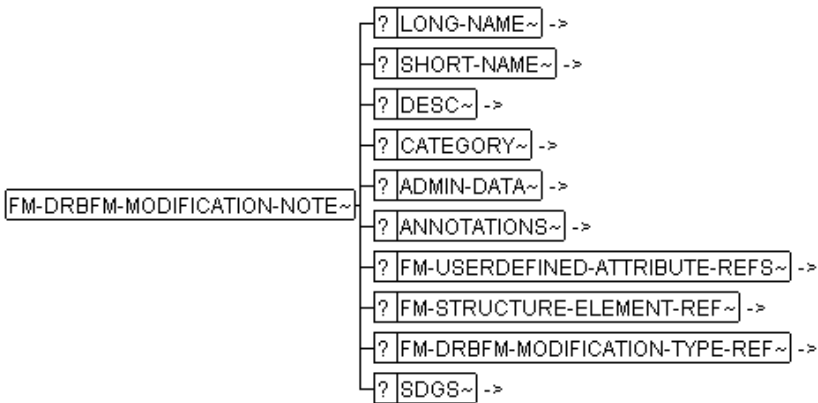 ? LONG-NAME~ ->
? SHORT-NAME~ ->
? DESC~ ->
? CATEGORY~ ->
? ADMIN-DATA~ ->
FM-DRBFM-MODIFICATION-NOTE~
? ANNOTATIONS~ ->
? FM-USERDEFINED-ATTRIBUTE-REFS~ ->
? FM-STRUCTURE-ELEMENT-REF~ ->
? FM-DRBFM-MODIFICATION-TYPE-REF~ ->
? SDGS~ ->